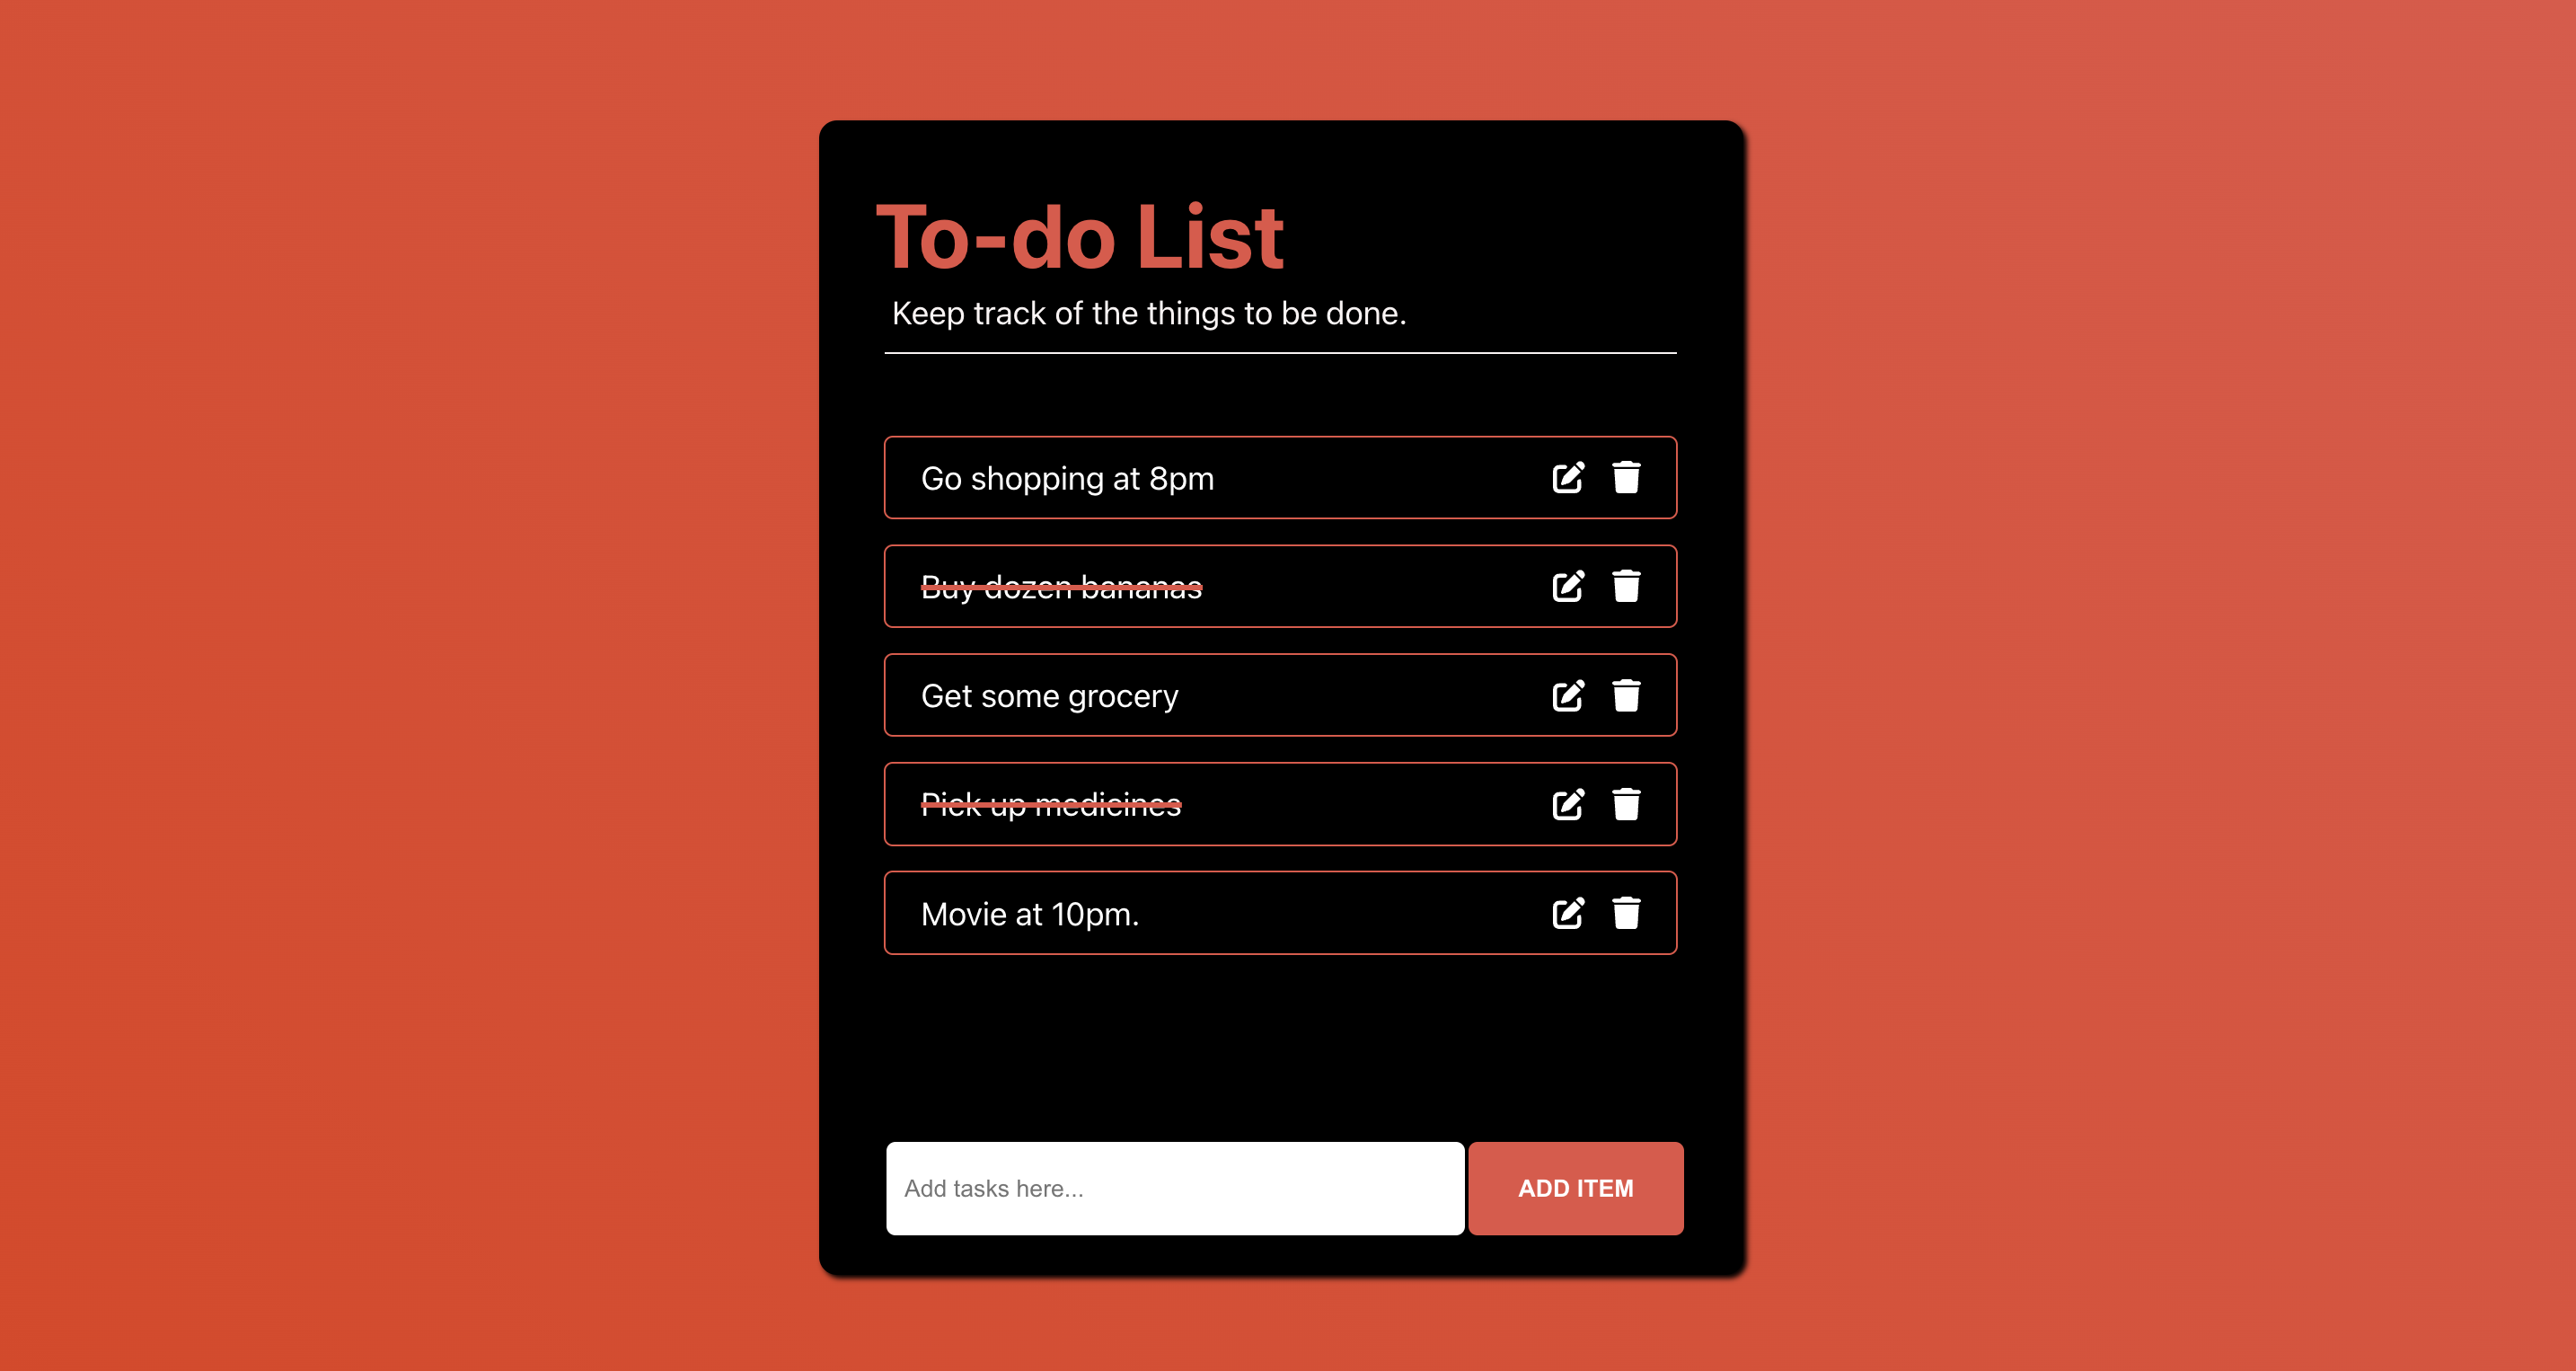 To-do List
Keep track of the things to be done.
Go shopping at 8pm
Buy dozen bananas
Get some grocery
Pick up medicines
Movie at 10pm.
Add tasks here...
ADD ITEM